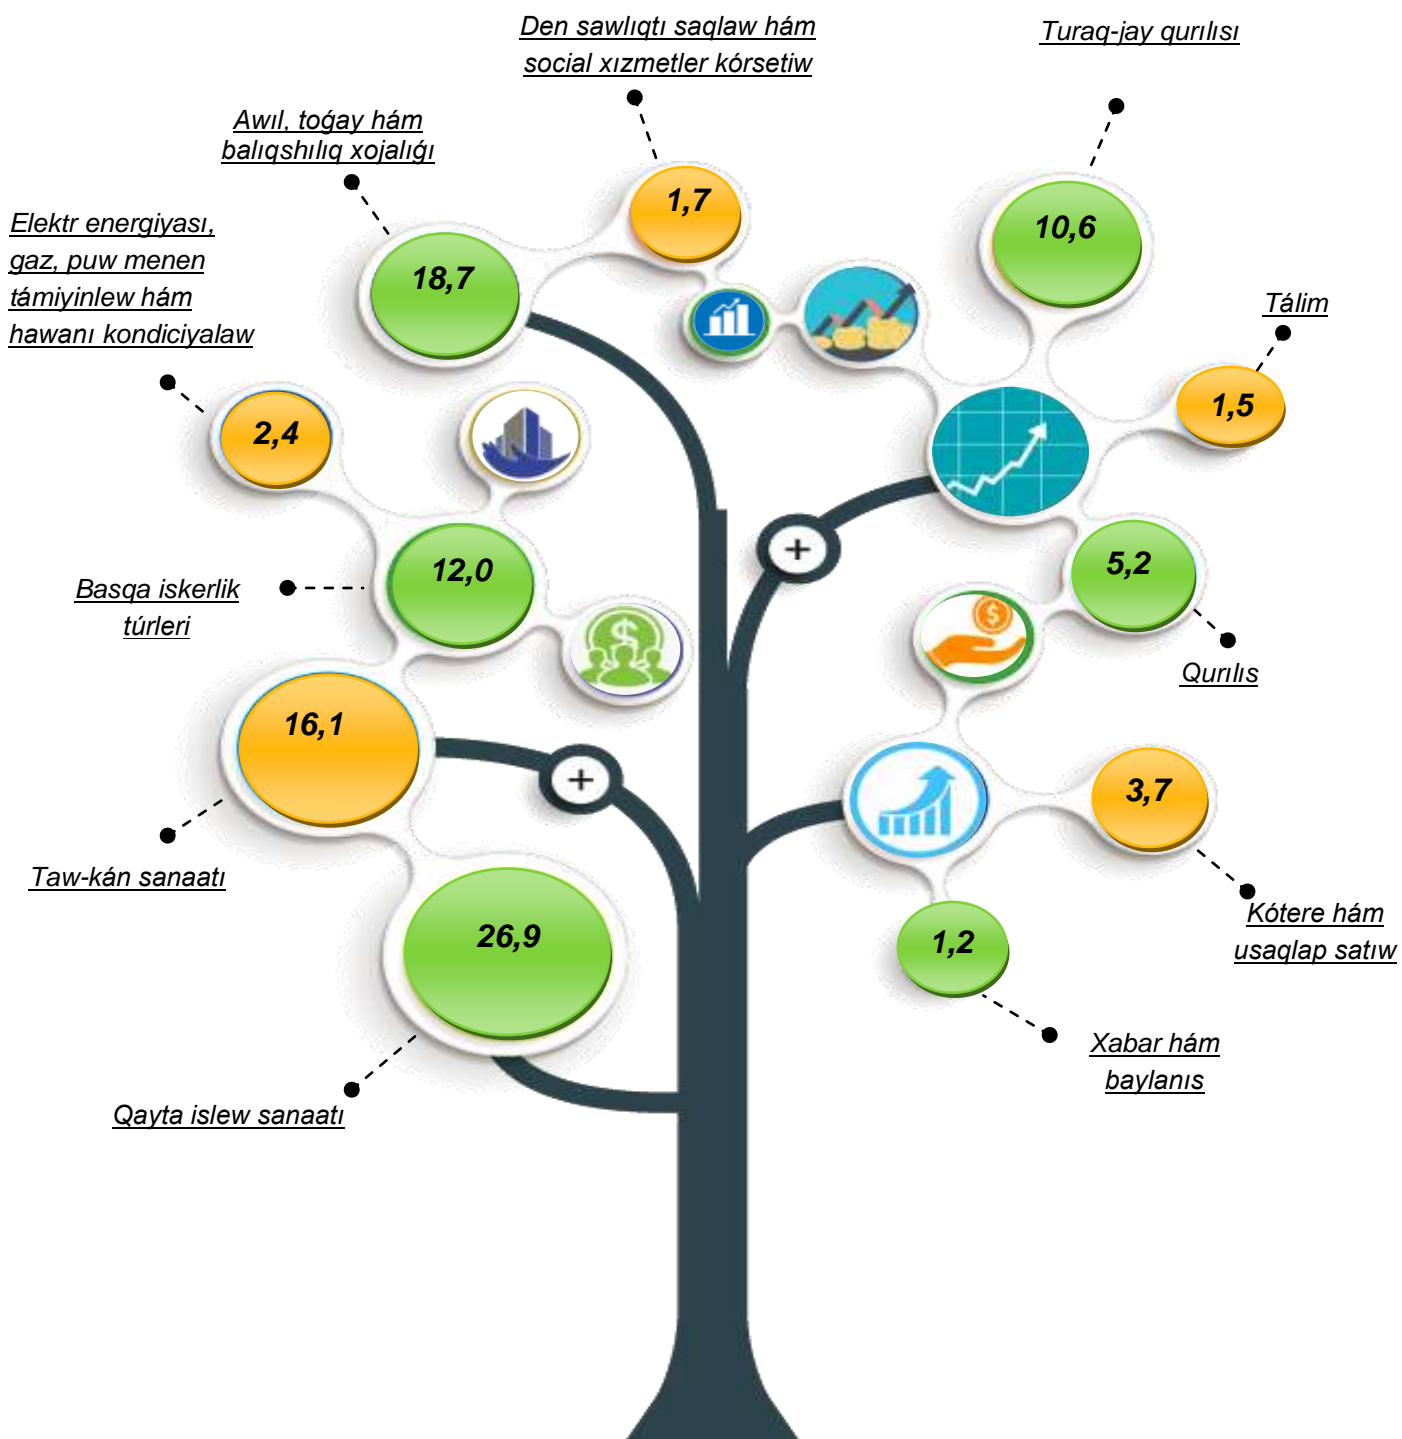 Den sawlıqtı saqlaw hám
social xızmetler kórsetiw
1,7
Turaq-jay qurılısı
10,6
Awıl, toǵay hám
balıqshılıq xojalıǵı
18,7
Elektr energiyası,
gaz, puw menen
támiyinlew hám
hawanı kondiciyalaw
2,4
Tálim
1,5
Basqa iskerlik
túrleri
12,0
5,2
Qurılıs
16,1
Taw-kán sanaatı
3,7
Kótere hám
usaqlap satıw
26,9
Qayta islew sanaatı
1,2
Xabar hám
baylanıs
+
+